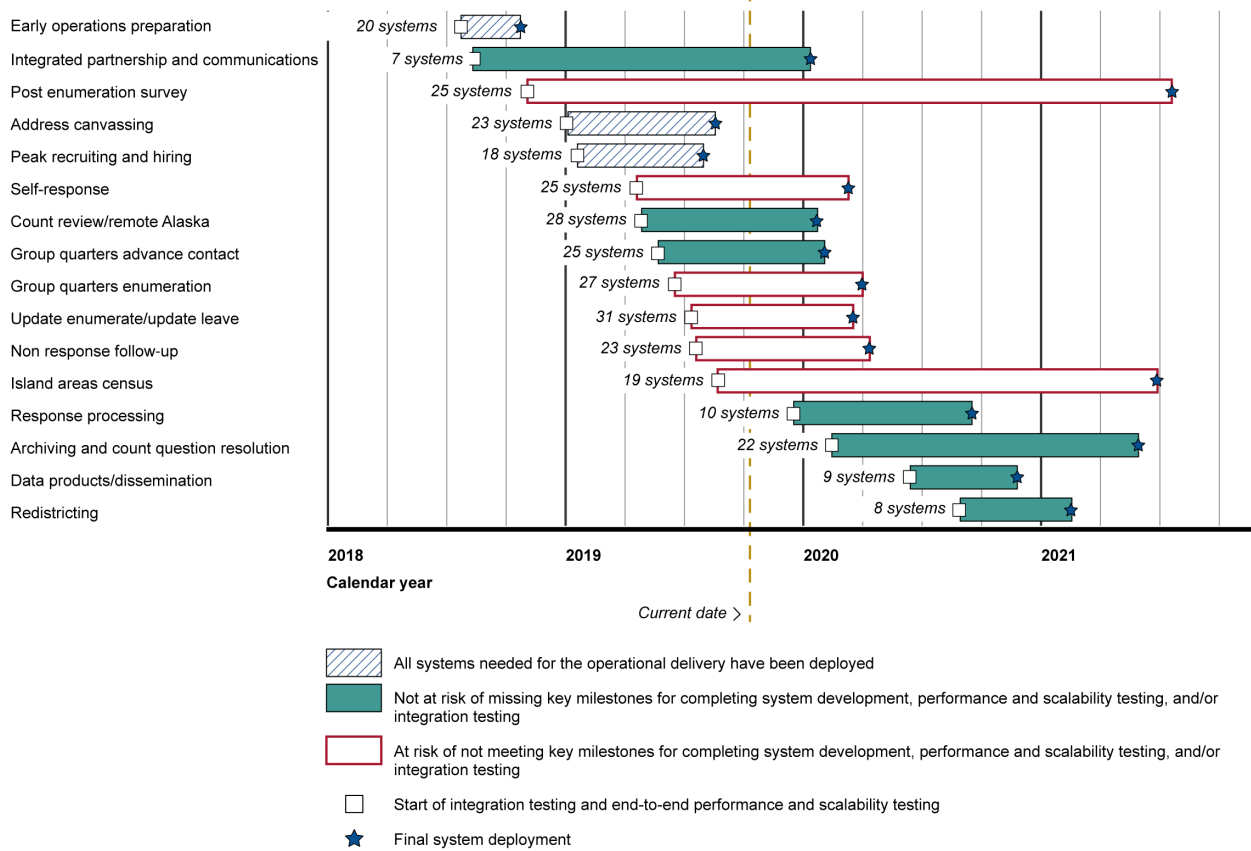 Early operations preparation 20 systems
Integrated partnership and communications 7 systems
Post enumeration survey 25 systems
Address canvassing 23 systems
Peak recruiting and hiring 18 systems
Self-response 25 systems
Count review/remote Alaska 28 systems
Group quarters advance contact 25 systems
Group quarters enumeration 27 systems
Update enumerate/update leave 31 systems
Non response follow-up 23 systems
Island areas census 19 systems
Response processing 10 systems
Archiving and count question resolution 22 systems
Data products/dissemination 9 systems
Redistricting 8 systems
2018 2019 2020 2021
Calendar year
Current date
All systems needed for the operational delivery have been deployed
Not at risk of missing key milestones for completing system development, performance and scalability testing, and/or
integration testing
At risk of not meeting key milestones for completing system development, performance and scalability testing, and/or
integration testing
Start of integration testing and end-to-end performance and scalability testing
Final system deployment